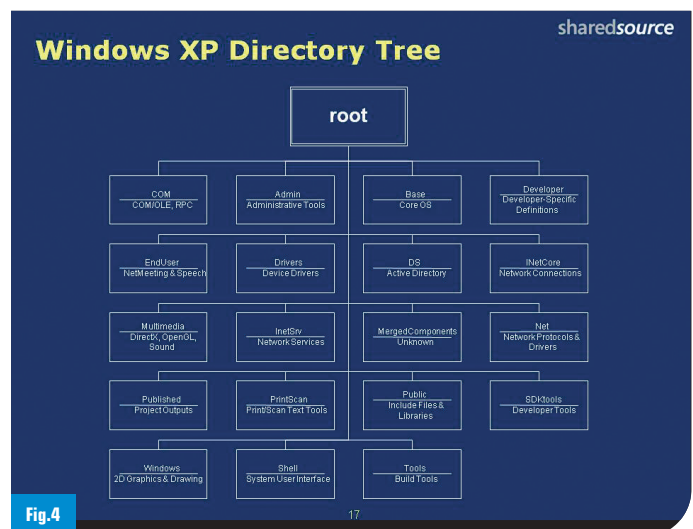 sharedsource
Windows XP Directory Tree
root
COM
COM/OLE, RPC
Admin
Administrative Tools
Base
Core OS
Developer
Developer-Specific
Definitions
EndUser
NetMeeting & Speech
Drivers
Device Drivers
DS
Active Directory
INetCore
Network Connections
Multimedia
DirectX, OpenGL,
Sound
InetSrv
Network Services
MergedComponents
Unknown
Net
Network Protocols &
Drivers
Published
Project Outputs
PrintScan
Print/Scan Text Tools
Public
Include Files &
Libraries
SDKtools
Developer Tools
Windows
2D Graphics & Drawing
Shell
System User Interface
Tools
Build Tools
Fig.4
17